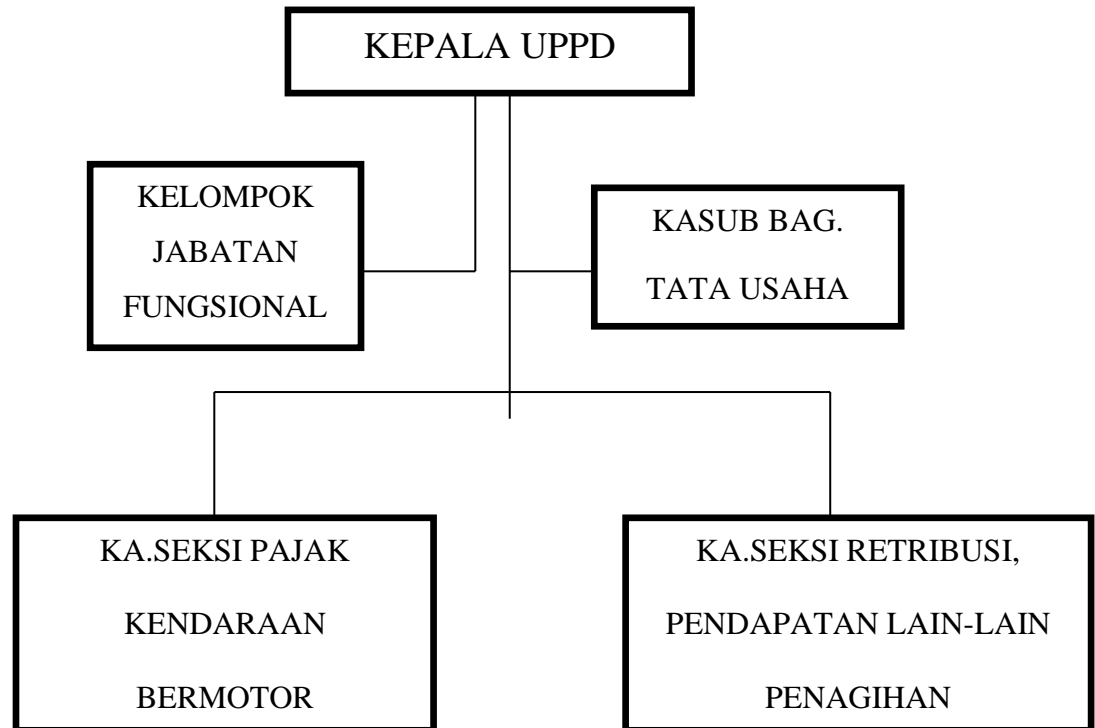 KEPALA UPPD
KELOMPOK
JABATAN
FUNGSIONAL
KASUB BAG.
TATA USAHA
KA.SEKSI PAJAK
KENDARAAN
BERMOTOR
KA.SEKSI RETRIBUSI,
PENDAPATAN LAIN-LAIN
PENAGIHAN